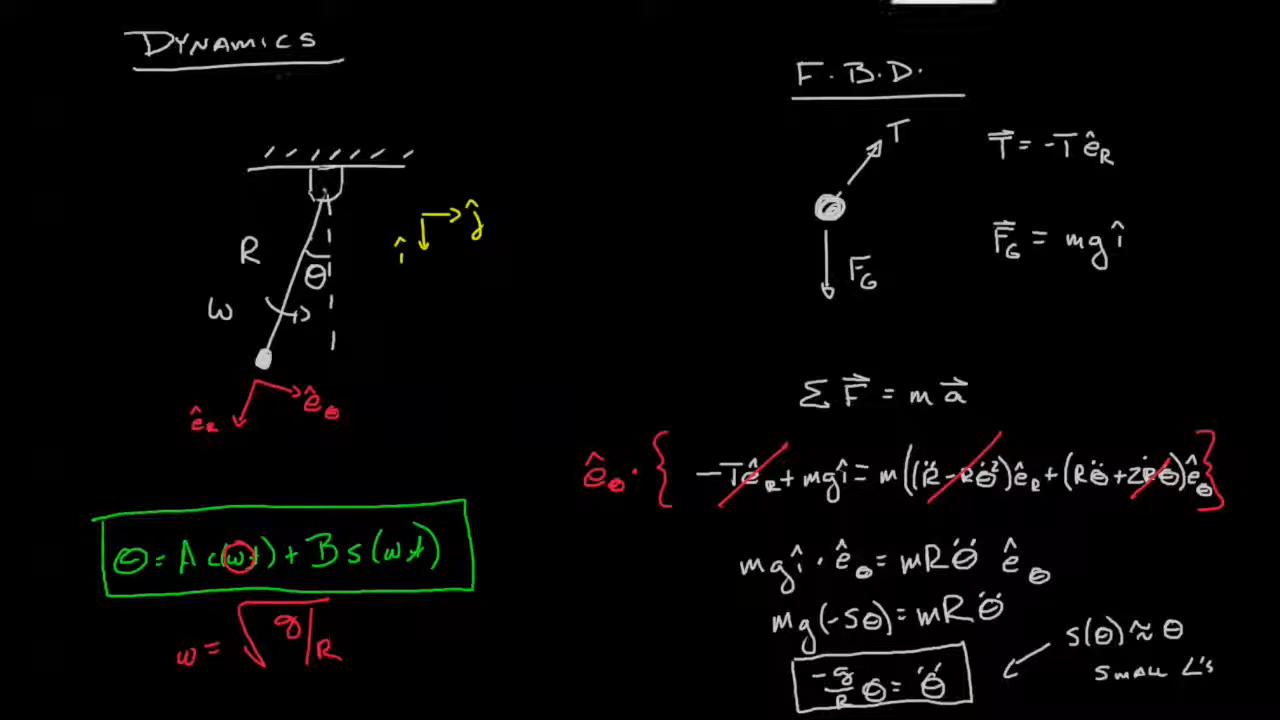 DYNAMICS
R
θ
ω
î
ĵ
ê_R
ê_θ
θ = A c(ωt) + B s(ωt)
ω = √g/R
F.B.D.
T
F_G
T⃗ = -T ê_R
F⃗_G = mg î
Σ F⃗ = m a⃗
ê_θ · { -T ê_R + mg î = m((R̈ - Rθ̇²) ê_R + (Rθ̈ + 2Ṙθ̇) ê_θ }
mg î · ê_θ = mRθ̈ ê_θ
mg(-sθ) = mRθ̈
-g/R θ = θ̈
s(θ) ≈ θ
SMALL ∠'s